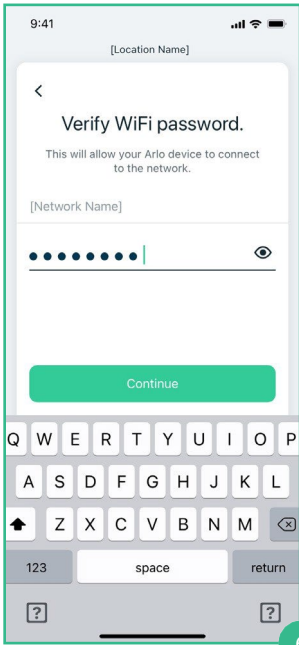 9:41
[Location Name]
Verify WiFi password.
This will allow your Arlo device to connect
to the network.
[Network Name]
Continue
Q W E R T Y U I O P
A S D F G H J K L
Z X C V B N M
123 space return
? ?